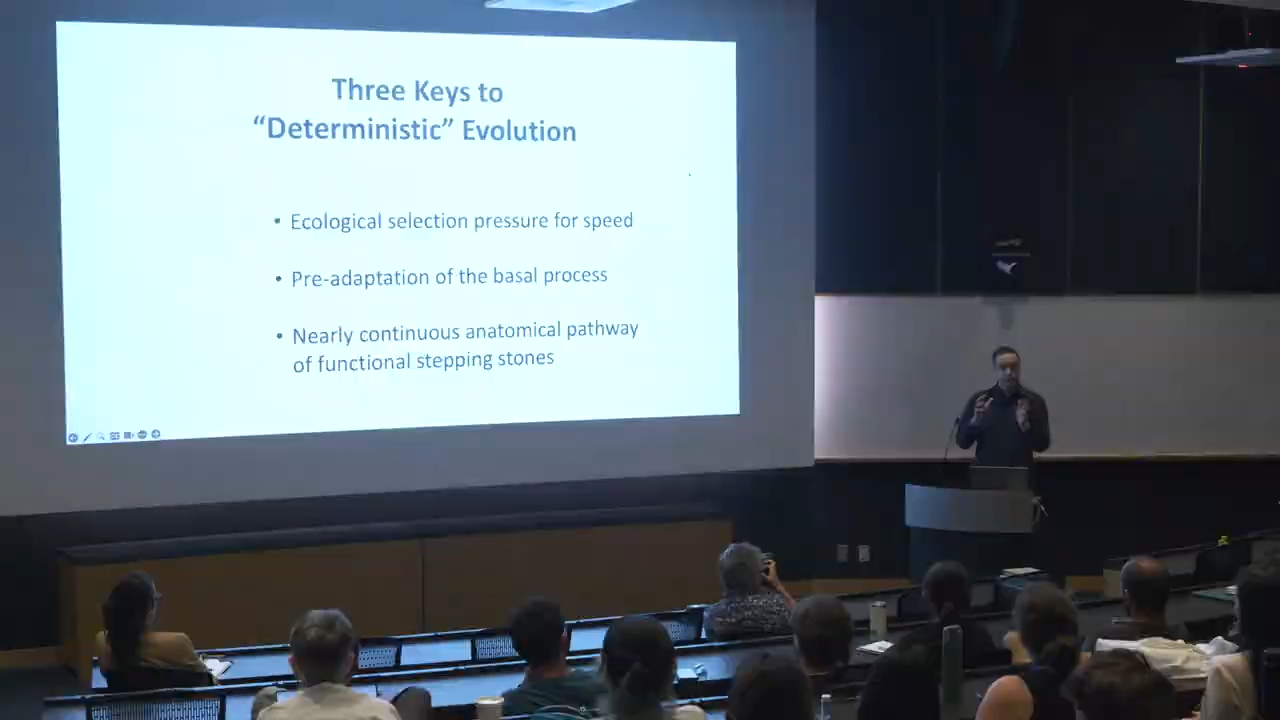 Three Keys to
“Deterministic” Evolution
• Ecological selection pressure for speed
• Pre-adaptation of the basal process
• Nearly continuous anatomical pathway
of functional stepping stones